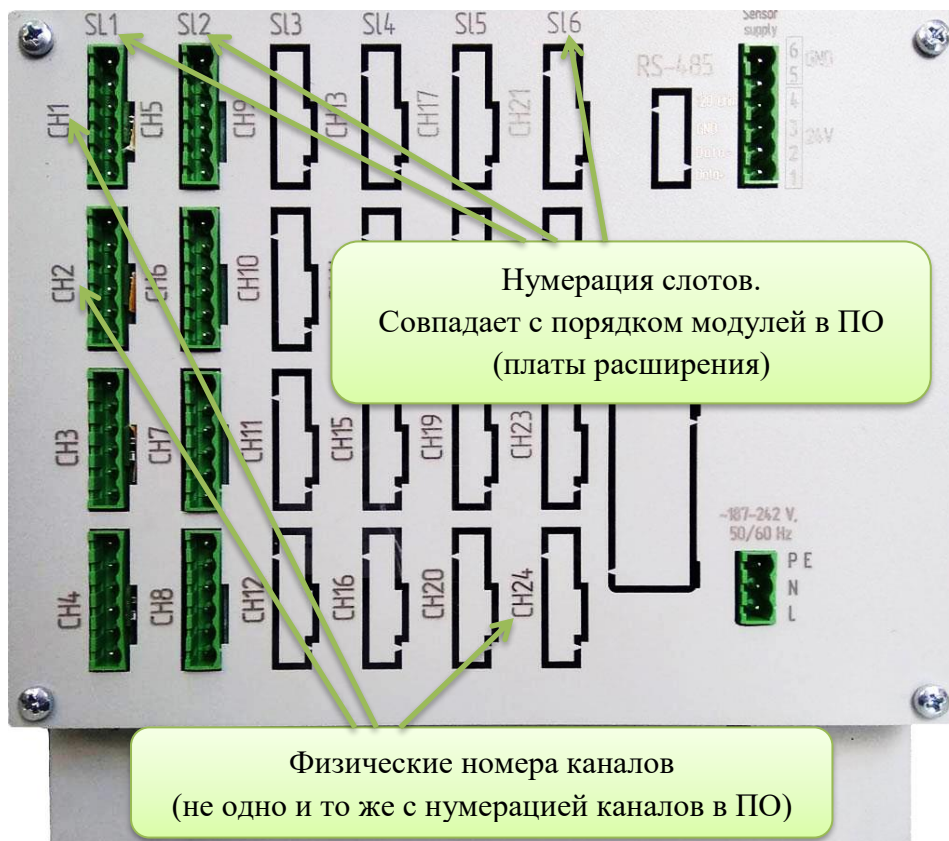 Sl1 Sl2 Sl3 Sl4 Sl5 Sl6
Sensor
supply
CH1 CH5 CH9 CH13 CH17 CH21
RS-485
6
5
4
3
2
1
GND
24V
CH2 CH6 CH10
Нумерация слотов.
Совпадает с порядком модулей в ПО
(платы расширения)
CH3 CH7 CH11 CH15 CH19 CH23
~187-242 V,
50/60 Hz
PE
N
L
CH4 CH8 CH12 CH16 CH20 CH24
Физические номера каналов
(не одно и то же с нумерацией каналов в ПО)